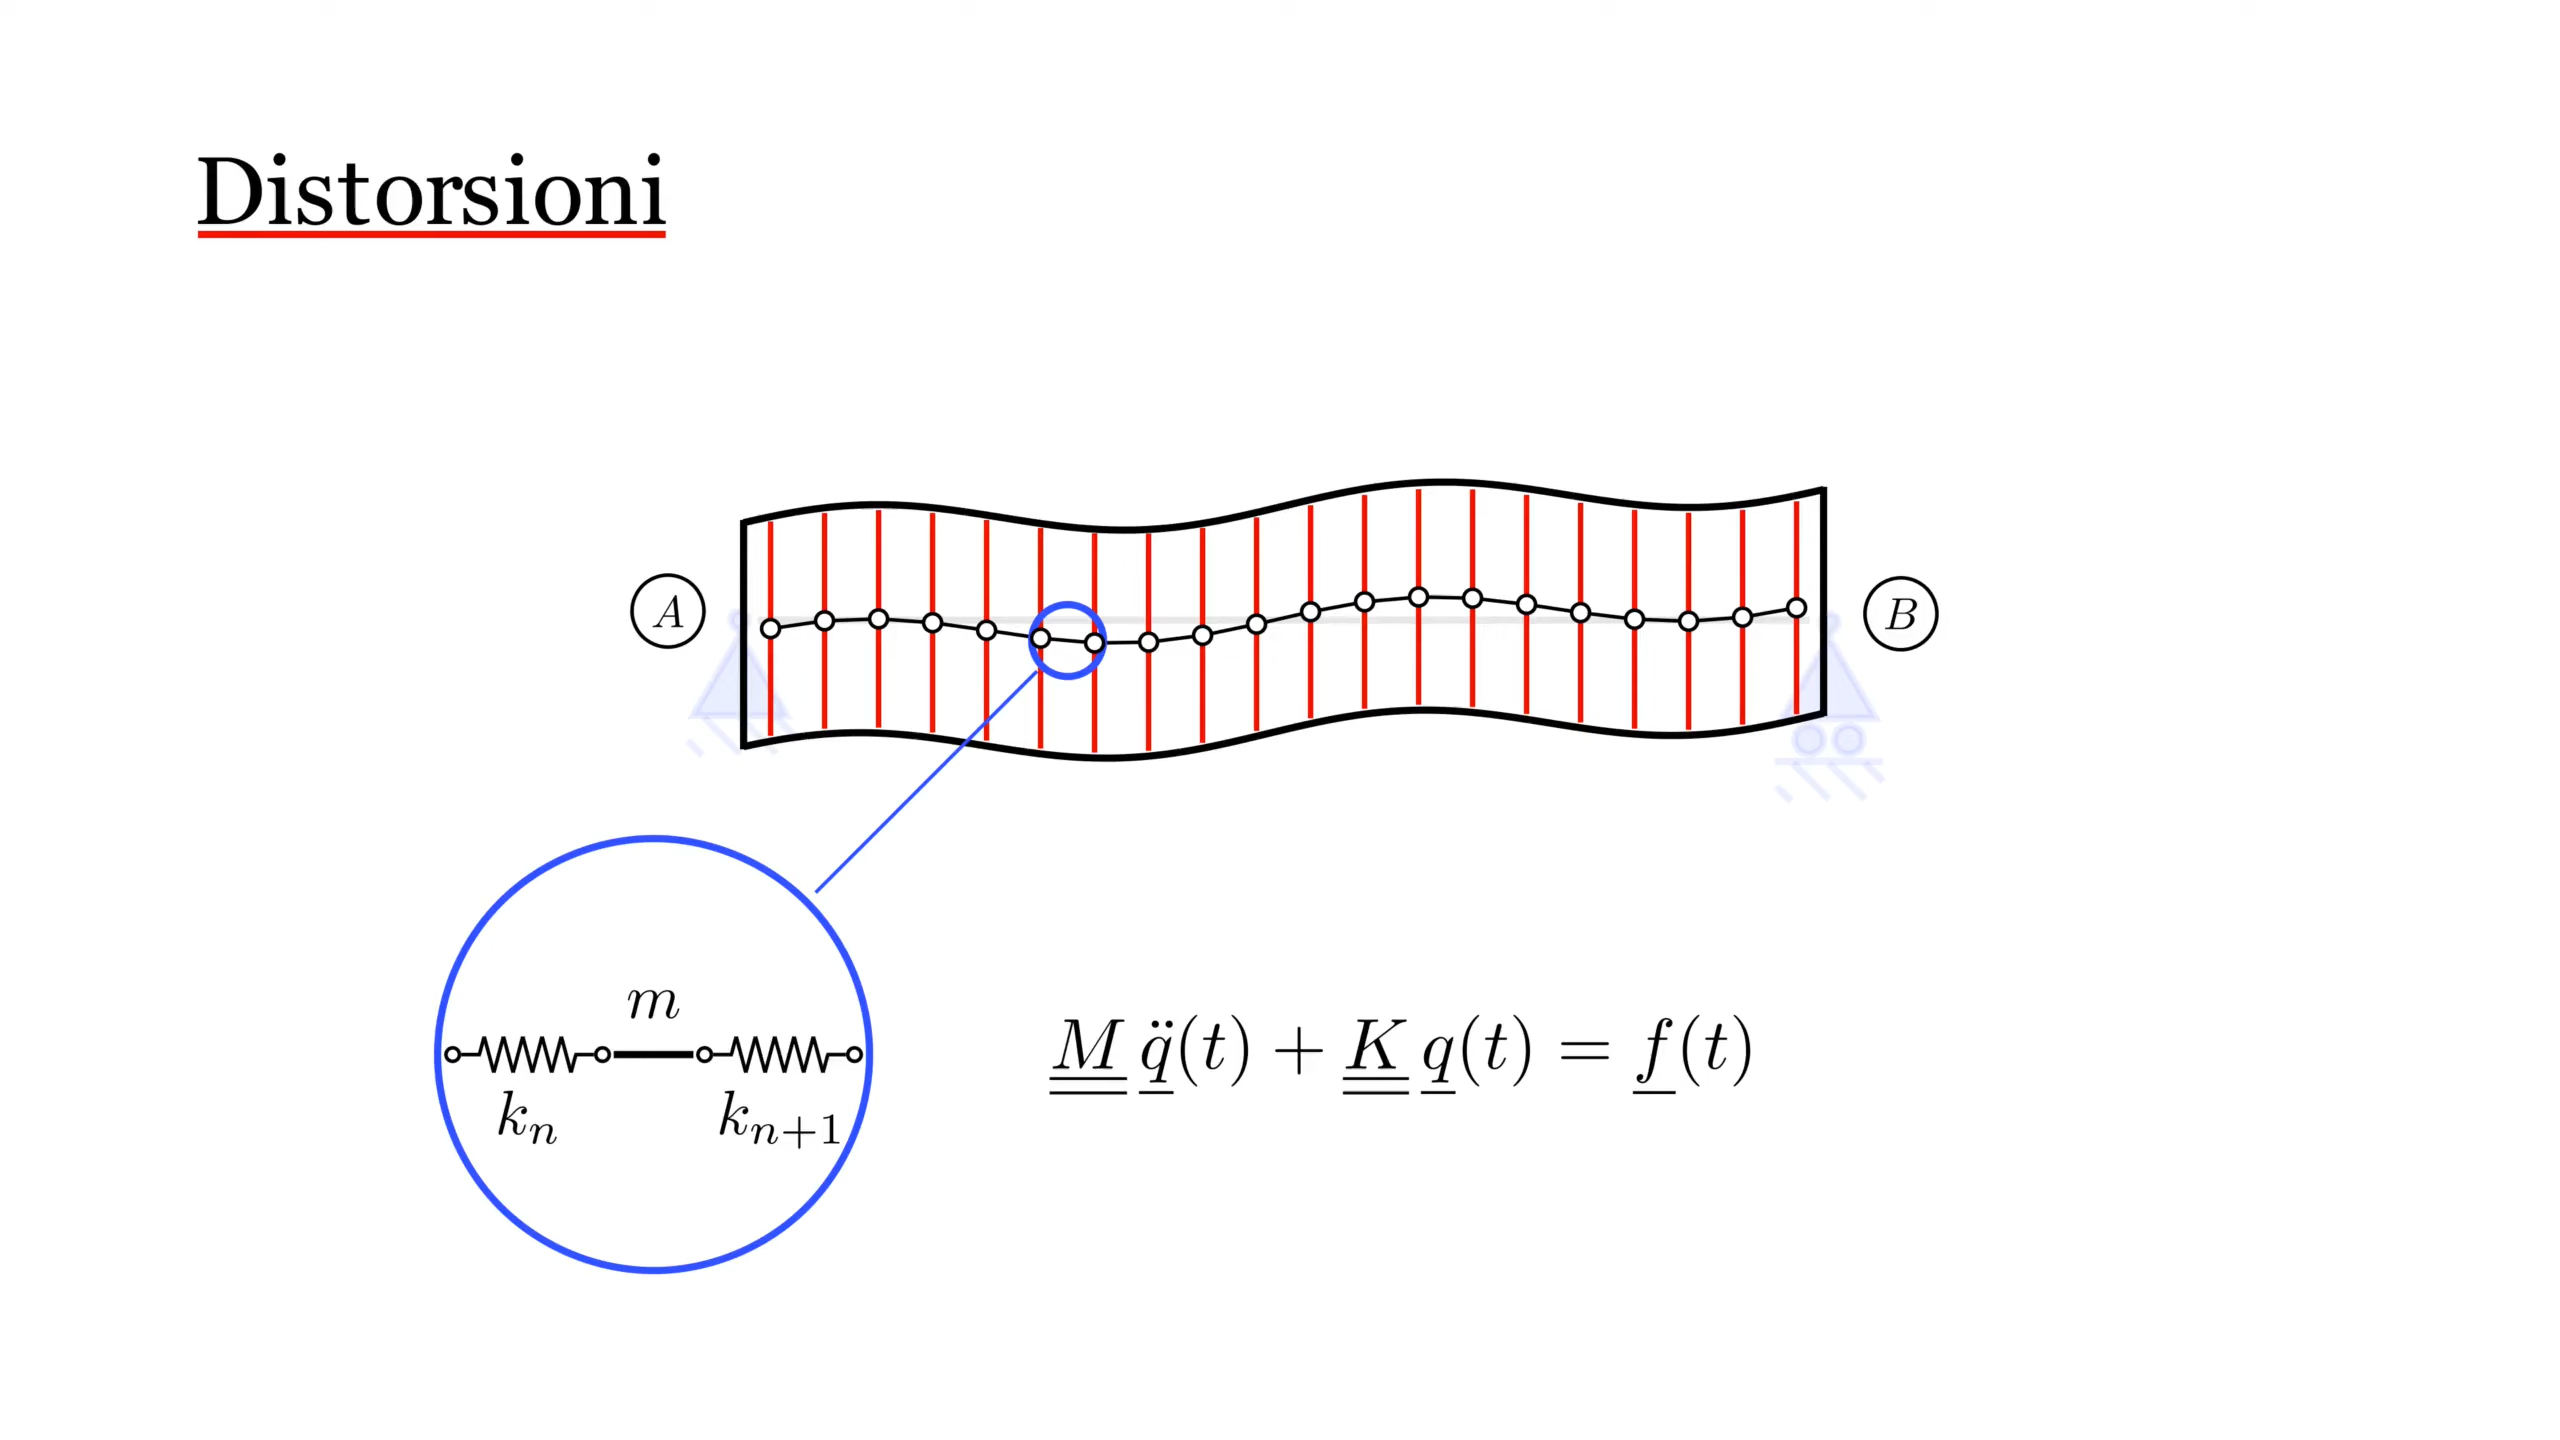 Distorsioni
A
B
m
k_n k_{n+1}
M q̈(t) + K q(t) = f(t)